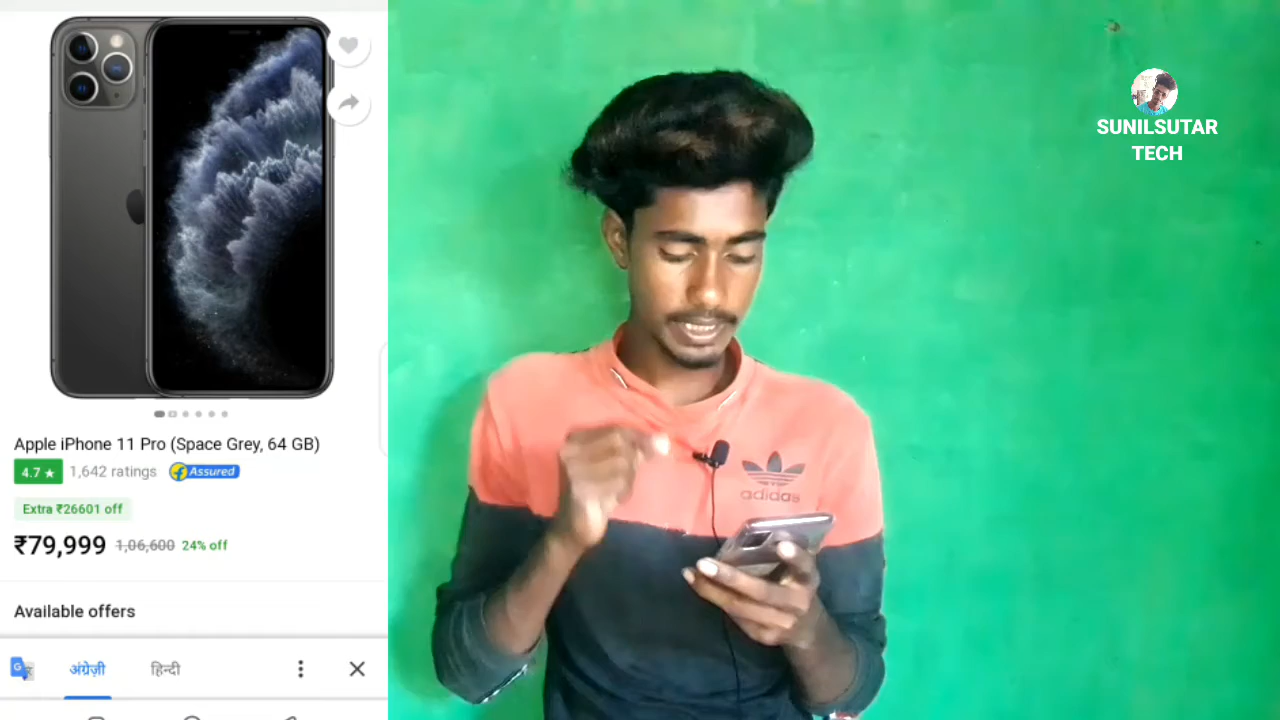 Apple iPhone 11 Pro (Space Grey, 64 GB)
4.7 ★ 1,642 ratings Assured
Extra ₹26601 off
₹79,999 1,06,600 24% off
Available offers
अंग्रेज़ी हिन्दी
SUNILSUTAR
TECH
adidas